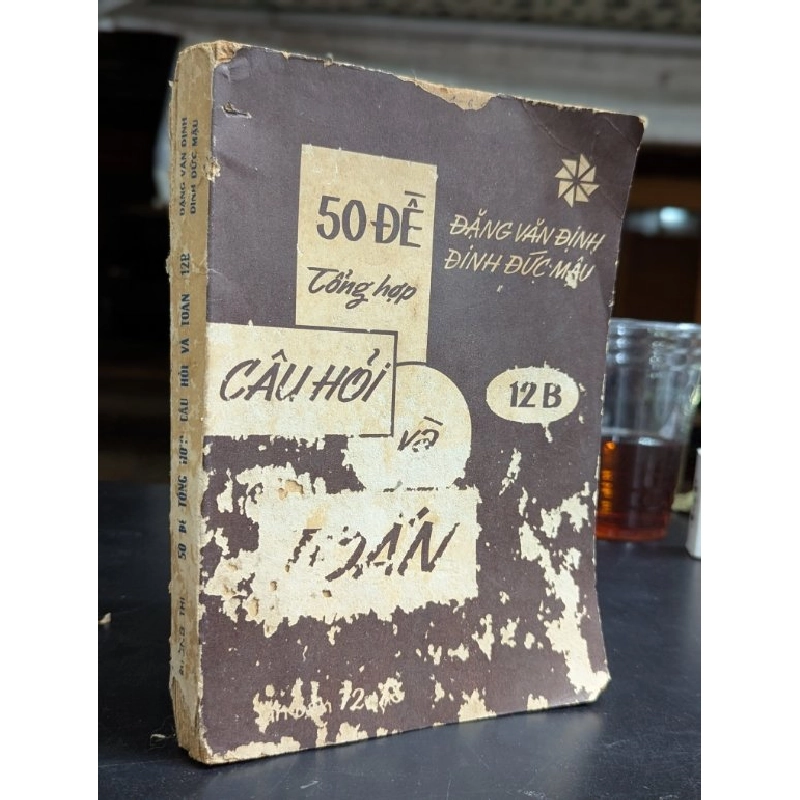 50 ĐỀ
Tổng hợp
ĐẶNG VĂN ĐỊNH
ĐINH ĐỨC MẬU
CÂU HỎI
12 B
và
TOÁN
ĐẶNG VĂN ĐỊNH
ĐINH ĐỨC MẬU
50 ĐỀ TỔNG HỢP CÂU HỎI VÀ TOÁN 12B